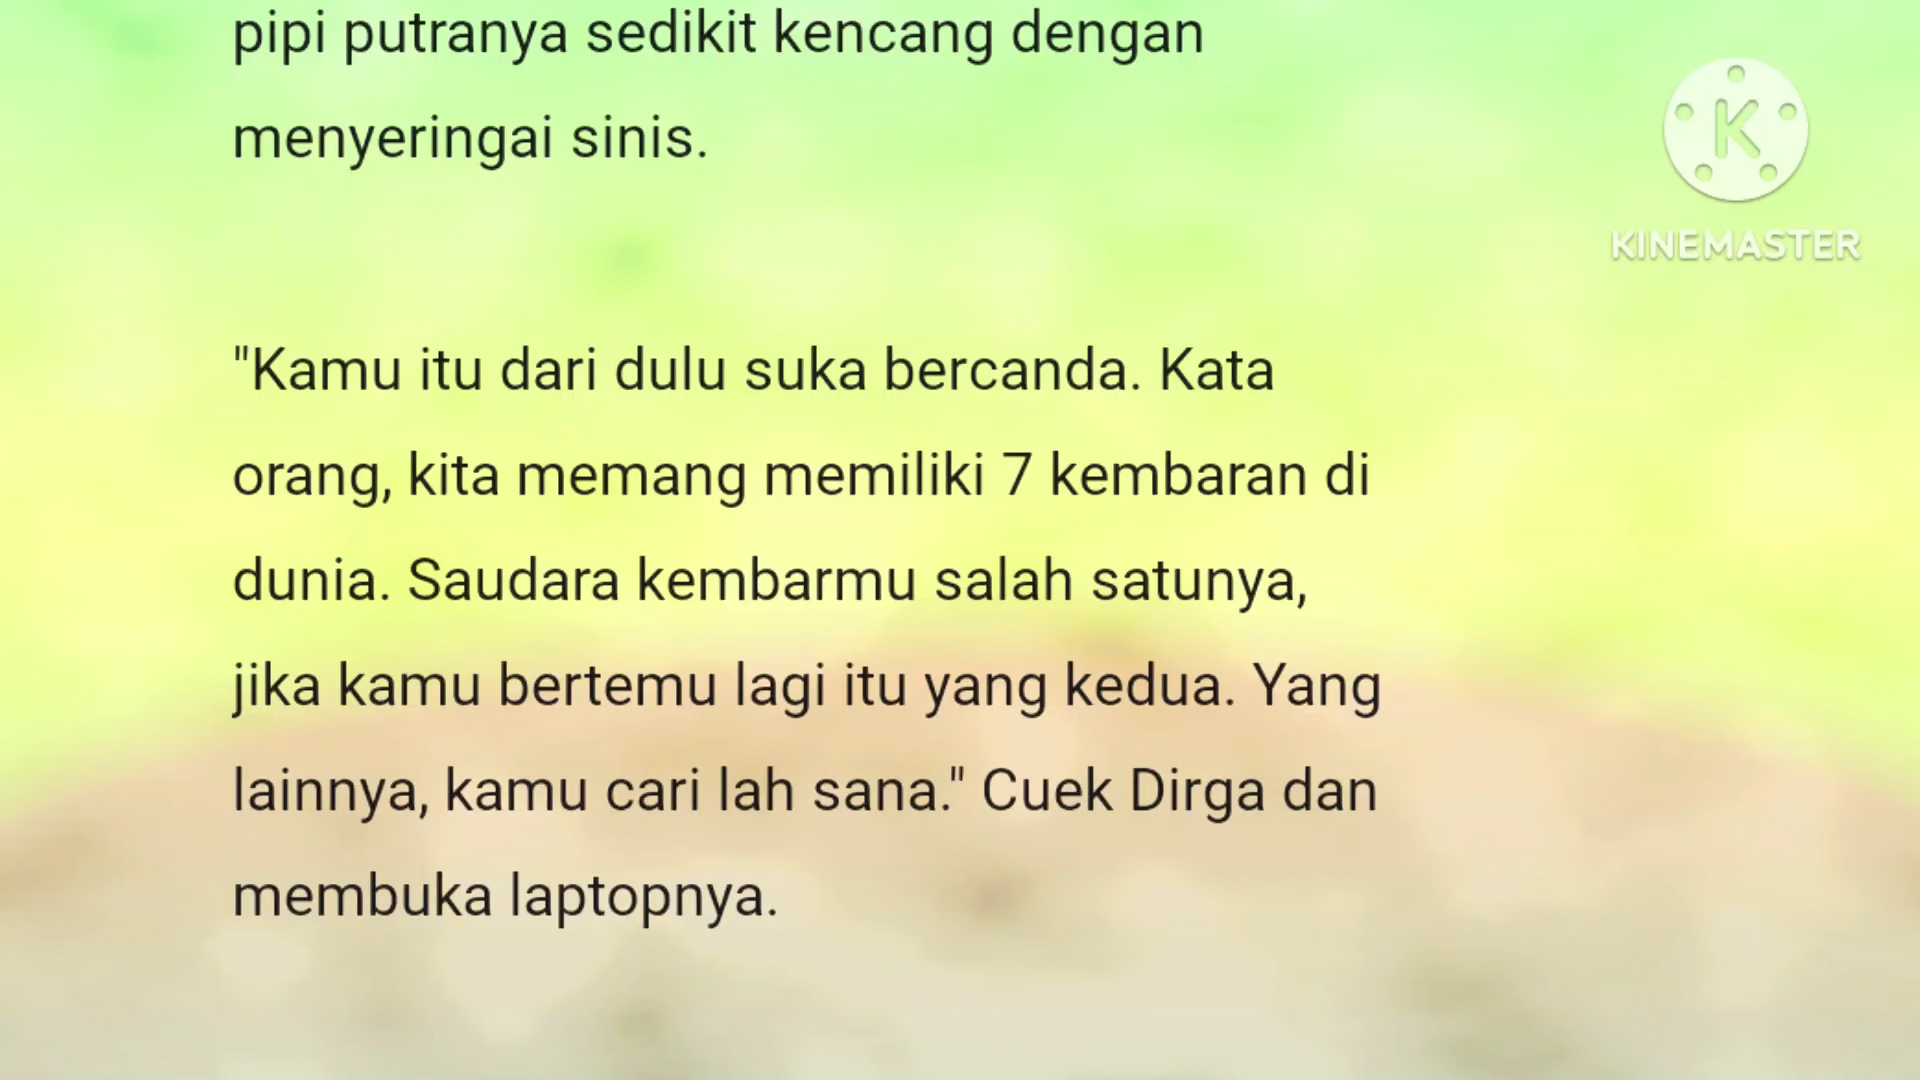 pipi putranya sedikit kencang dengan
menyeringai sinis.
"Kamu itu dari dulu suka bercanda. Kata
orang, kita memang memiliki 7 kembaran di
dunia. Saudara kembarmu salah satunya,
jika kamu bertemu lagi itu yang kedua. Yang
lainnya, kamu cari lah sana." Cuek Dirga dan
membuka laptopnya.
K
KINEMASTER